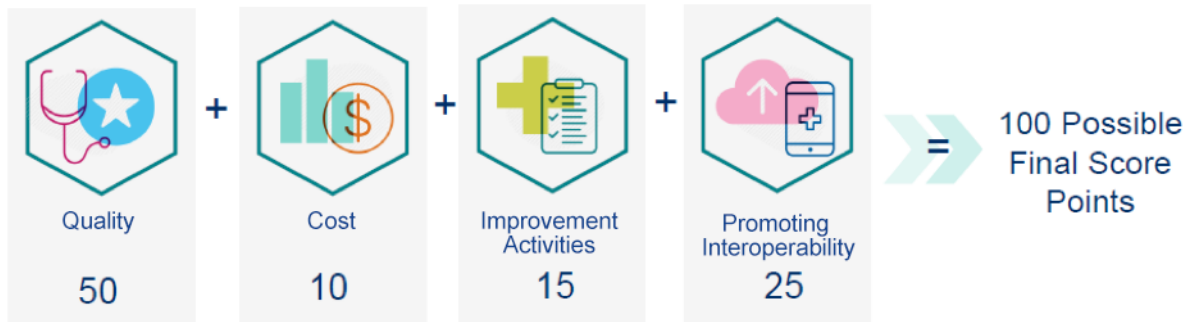 Quality
50
+
Cost
10
+
Improvement
Activities
15
+
Promoting
Interoperability
25
=
100 Possible
Final Score
Points
$